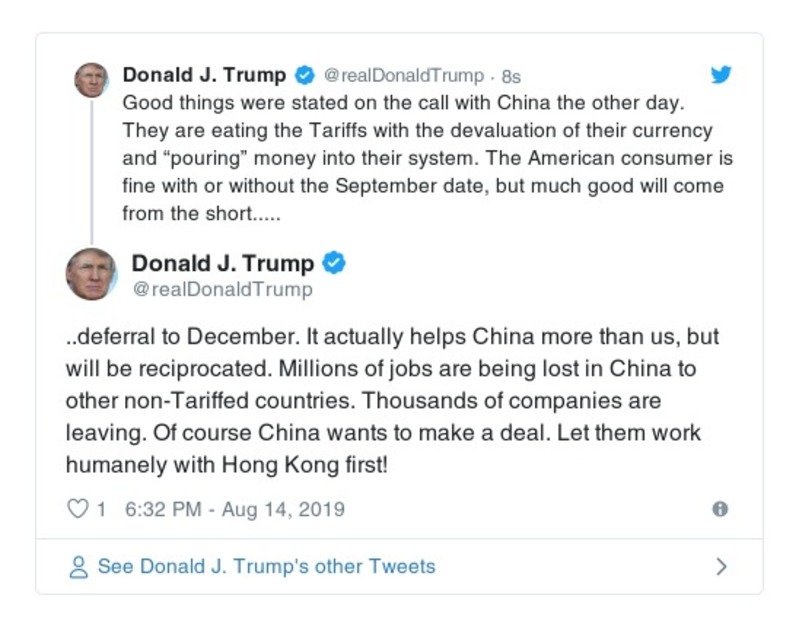 Donald J. Trump @realDonaldTrump · 8s
Good things were stated on the call with China the other day.
They are eating the Tariffs with the devaluation of their currency
and “pouring” money into their system. The American consumer is
fine with or without the September date, but much good will come
from the short.....
Donald J. Trump
@realDonaldTrump
..deferral to December. It actually helps China more than us, but
will be reciprocated. Millions of jobs are being lost in China to
other non-Tariffed countries. Thousands of companies are
leaving. Of course China wants to make a deal. Let them work
humanely with Hong Kong first!
1 6:32 PM - Aug 14, 2019
See Donald J. Trump's other Tweets